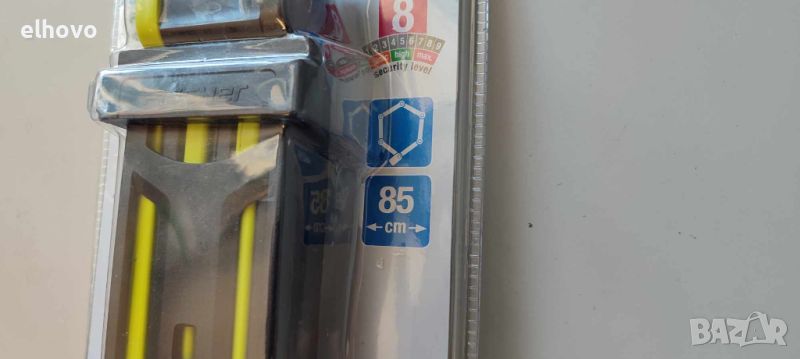 elhovo
8
1 2 3 4 5 6 7 8 9
high max.
security level
85
cm
BAZAR